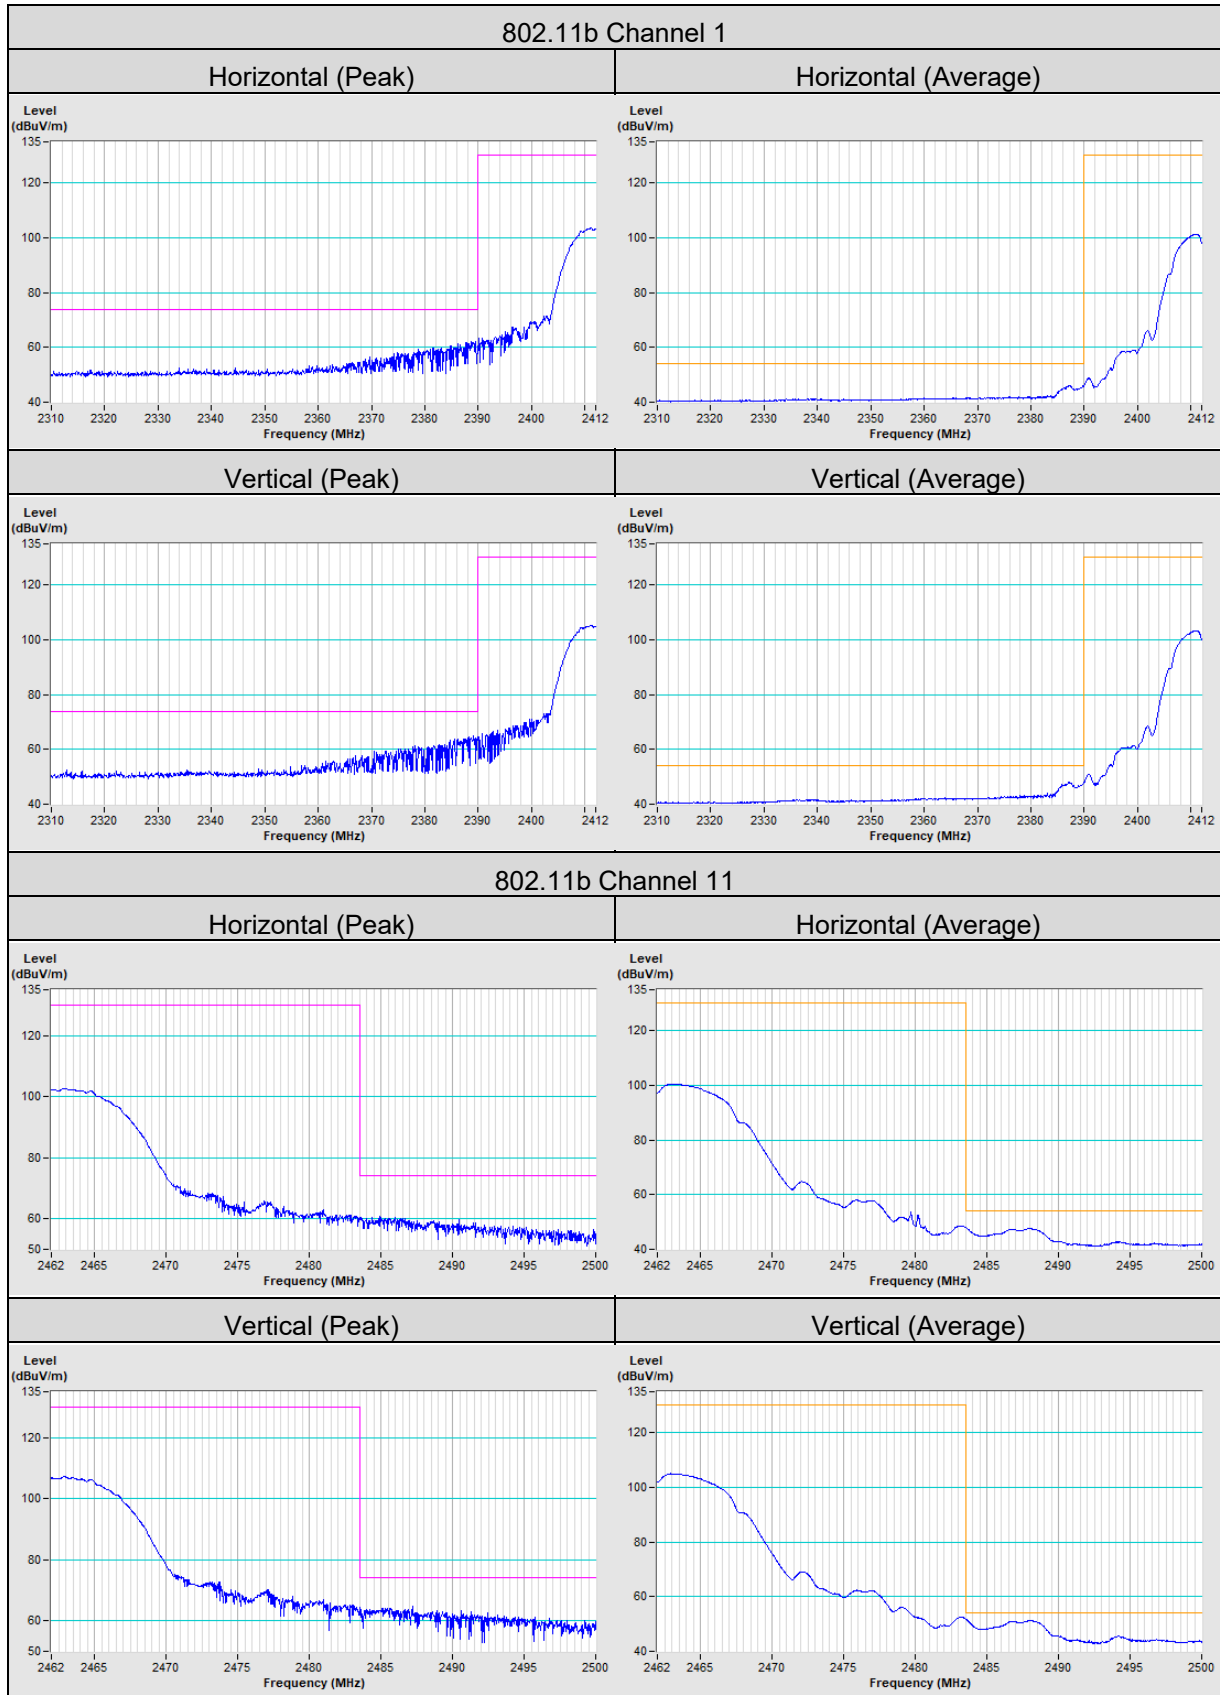 802.11b Channel 1
Horizontal (Peak) Horizontal (Average)
Level Level
(dBuV/m) (dBuV/m)
135 135
120 120
100 100
80 80
60 60
40 40
2310 2320 2330 2340 2350 2360 2370 2380 2390 2400 2412 2310 2320 2330 2340 2350 2360 2370 2380 2390 2400 2412
Frequency (MHz) Frequency (MHz)
Vertical (Peak) Vertical (Average)
Level Level
(dBuV/m) (dBuV/m)
135 135
120 120
100 100
80 80
60 60
40 40
2310 2320 2330 2340 2350 2360 2370 2380 2390 2400 2412 2310 2320 2330 2340 2350 2360 2370 2380 2390 2400 2412
Frequency (MHz) Frequency (MHz)
802.11b Channel 11
Horizontal (Peak) Horizontal (Average)
Level Level
(dBuV/m) (dBuV/m)
135 135
120 120
100 100
80 80
60 60
50 40
2462 2465 2470 2475 2480 2485 2490 2495 2500 2462 2465 2470 2475 2480 2485 2490 2495 2500
Frequency (MHz) Frequency (MHz)
Vertical (Peak) Vertical (Average)
Level Level
(dBuV/m) (dBuV/m)
135 135
120 120
100 100
80 80
60 60
50 40
2462 2465 2470 2475 2480 2485 2490 2495 2500 2462 2465 2470 2475 2480 2485 2490 2495 2500
Frequency (MHz) Frequency (MHz)